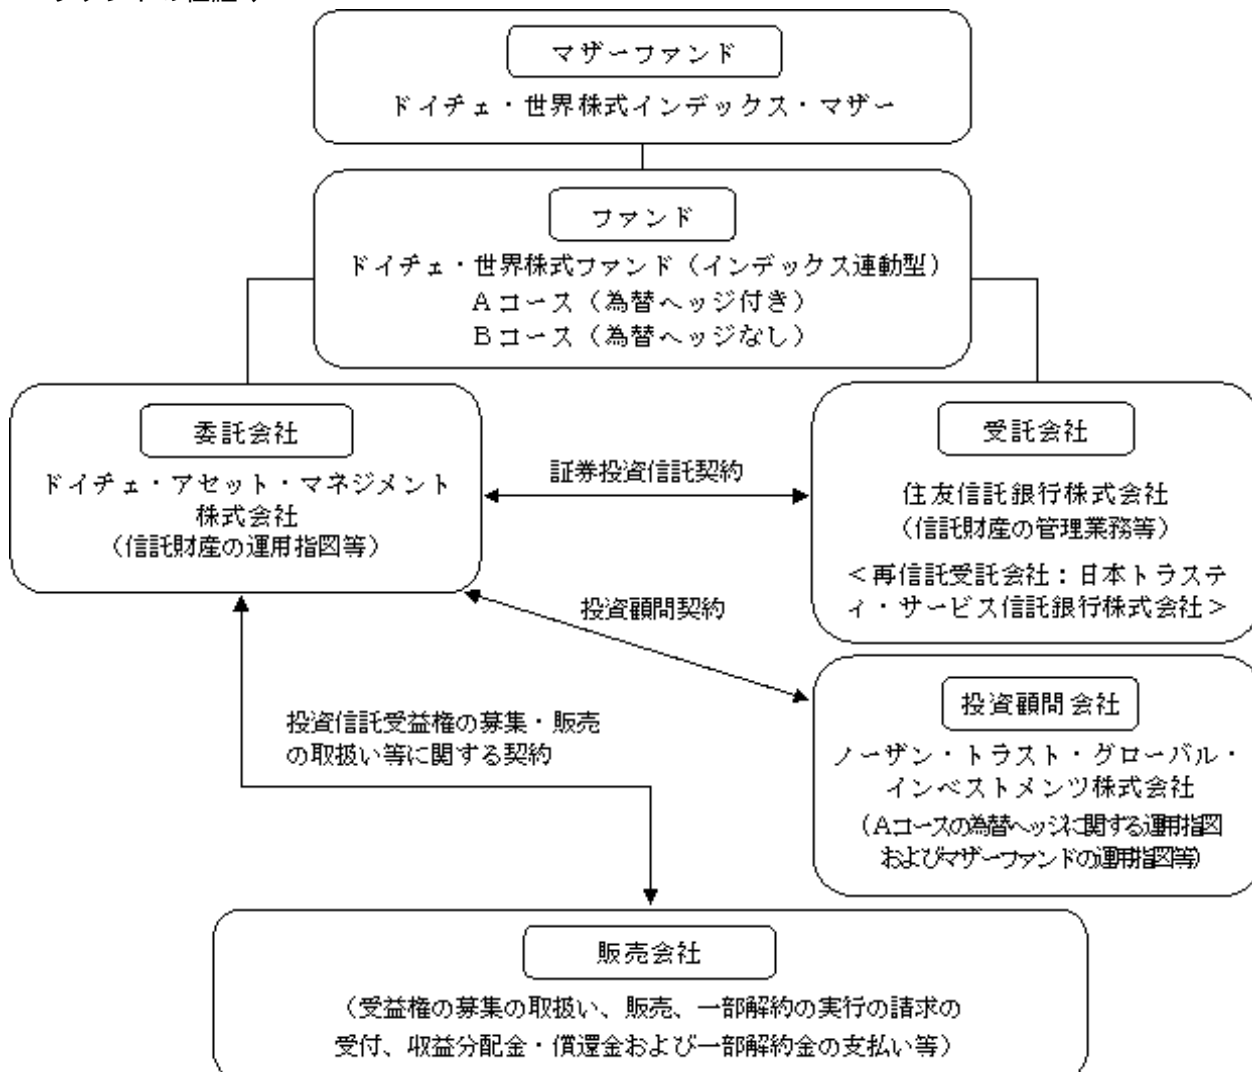 マザーファンド
ドイチェ・世界株式インデックス・マザー
ファンド
ドイチェ・世界株式ファンド（インデックス連動型）
Ａコース（為替ヘッジ付き）
Ｂコース（為替ヘッジなし）
委託会社
ドイチェ・アセット・マネジメント
株式会社
（信託財産の運用指図等）
証券投資信託契約
受託会社
住友信託銀行株式会社
（信託財産の管理業務等）
＜再信託受託会社：日本トラステ
ィ・サービス信託銀行株式会社＞
投資顧問契約
投資顧問会社
ノーザン・トラスト・グローバル・
インベストメンツ株式会社
（Aコースの為替ヘッジに関する運用指図
およびマザーファンドの運用指図等）
投資信託受益権の募集・販売
の取扱い等に関する契約
販売会社
（受益権の募集の取扱い、販売、一部解約の実行の請求の
受付、収益分配金・償還金および一部解約金の支払い等）